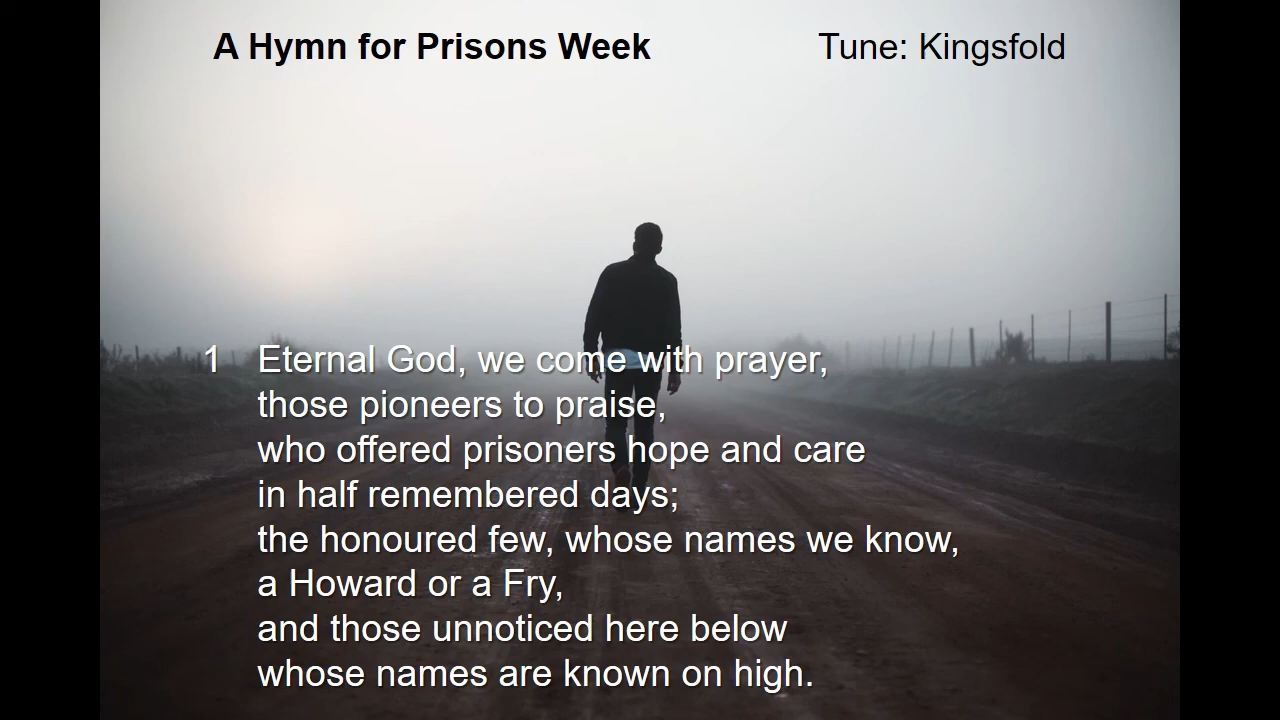 A Hymn for Prisons Week Tune: Kingsfold
1 Eternal God, we come with prayer,
those pioneers to praise,
who offered prisoners hope and care
in half remembered days;
the honoured few, whose names we know,
a Howard or a Fry,
and those unnoticed here below
whose names are known on high.